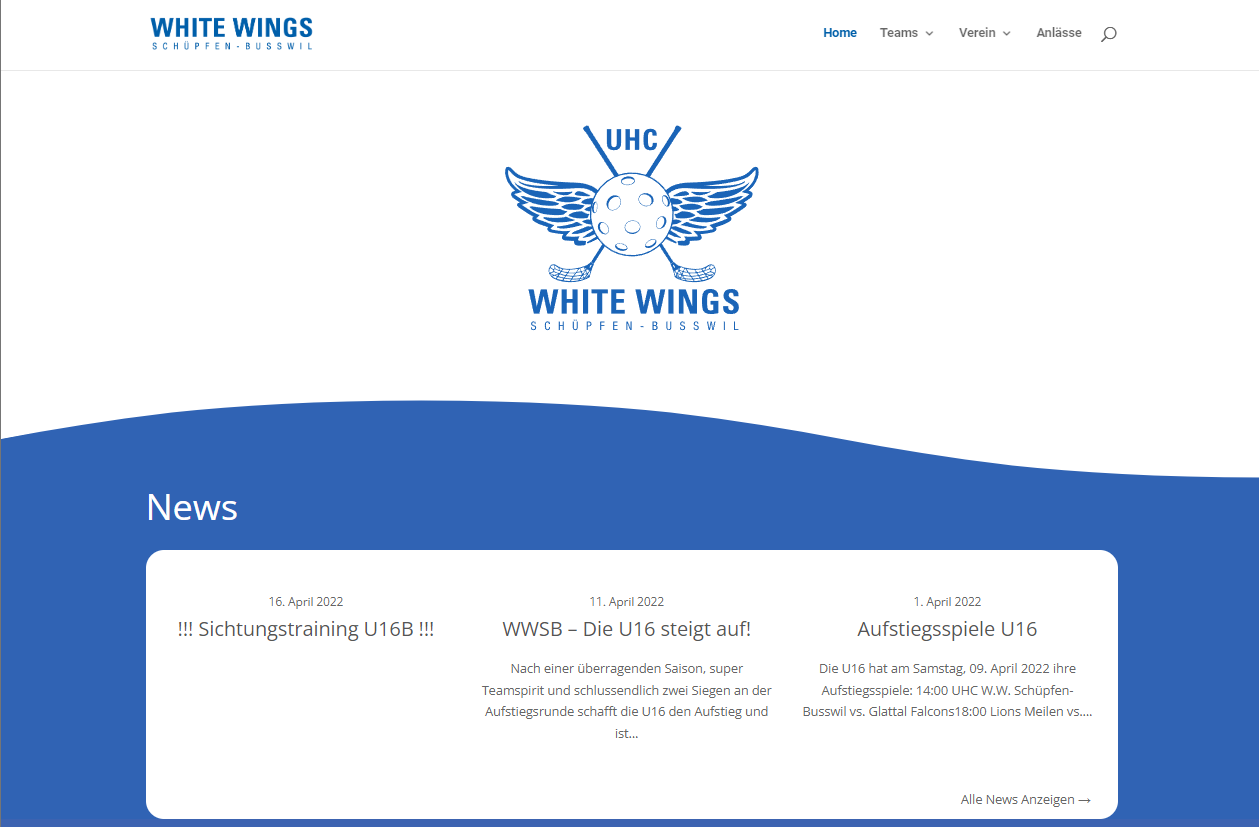 WHITE WINGS
SCHÜPFEN-BUSSWIL
Home Teams Verein Anlässe
UHC
WHITE WINGS
SCHÜPFEN-BUSSWIL
News
16. April 2022
!!! Sichtungstraining U16B !!!
11. April 2022
WWSB – Die U16 steigt auf!
Nach einer überragenden Saison, super
Teamspirit und schlussendlich zwei Siegen an der
Aufstiegsrunde schafft die U16 den Aufstieg und
ist...
1. April 2022
Aufstiegsspiele U16
Die U16 hat am Samstag, 09. April 2022 ihre
Aufstiegsspiele: 14:00 UHC W.W. Schüpfen-
Busswil vs. Glattal Falcons18:00 Lions Meilen vs....
Alle News Anzeigen →